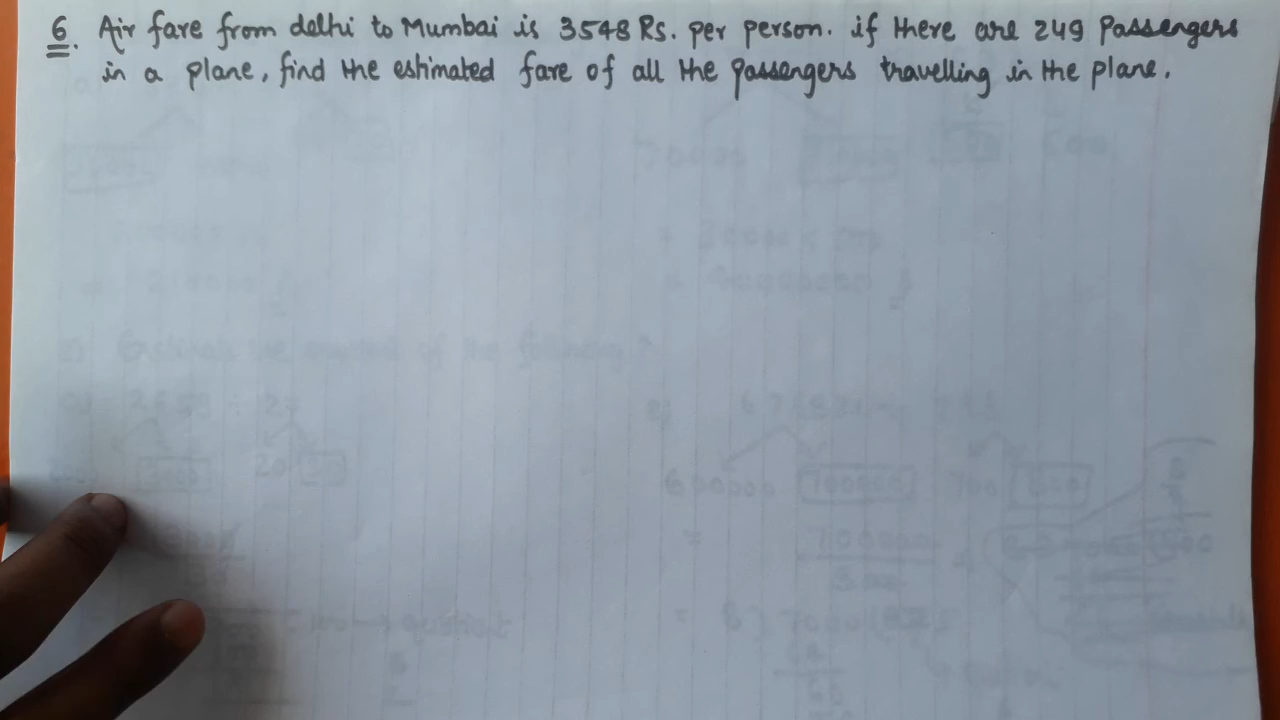 6. Air fare from delhi to Mumbai is 3548 Rs. per person. if there are 249 Passengers
in a plane, find the estimated fare of all the passengers travelling in the plane.